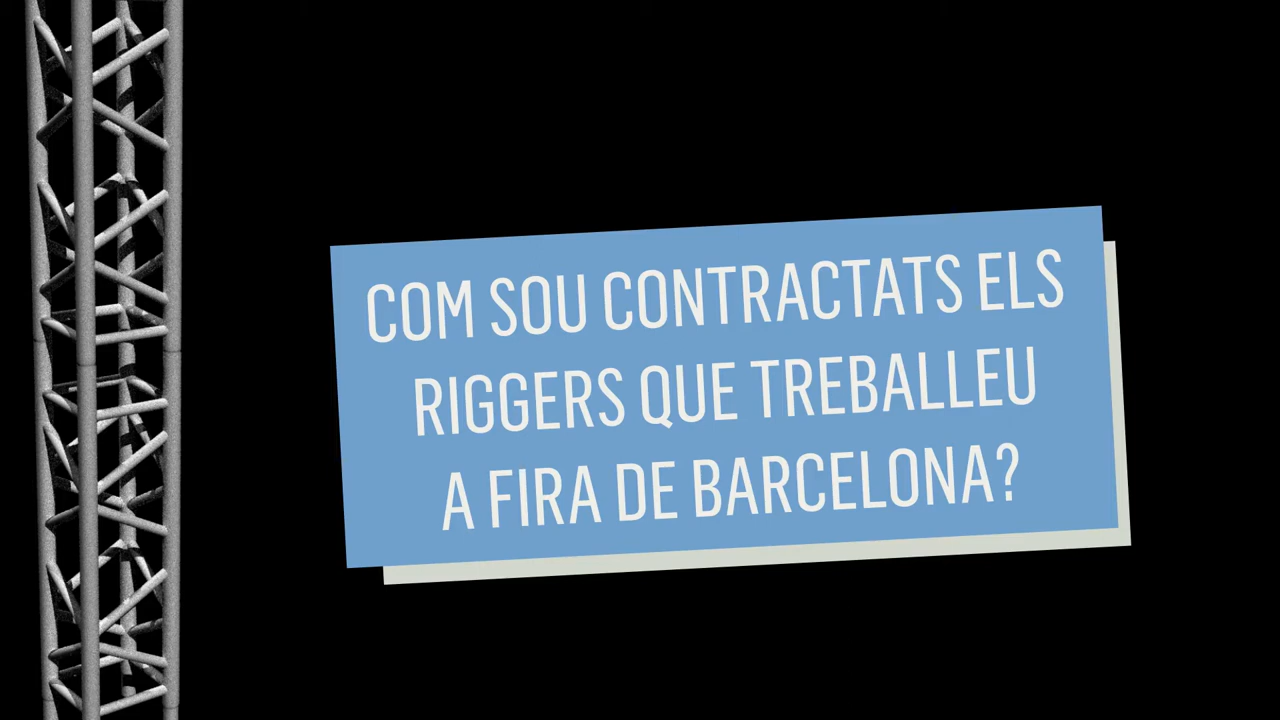 COM SOU CONTRACTATS ELS
RIGGERS QUE TREBALLEU
A FIRA DE BARCELONA?